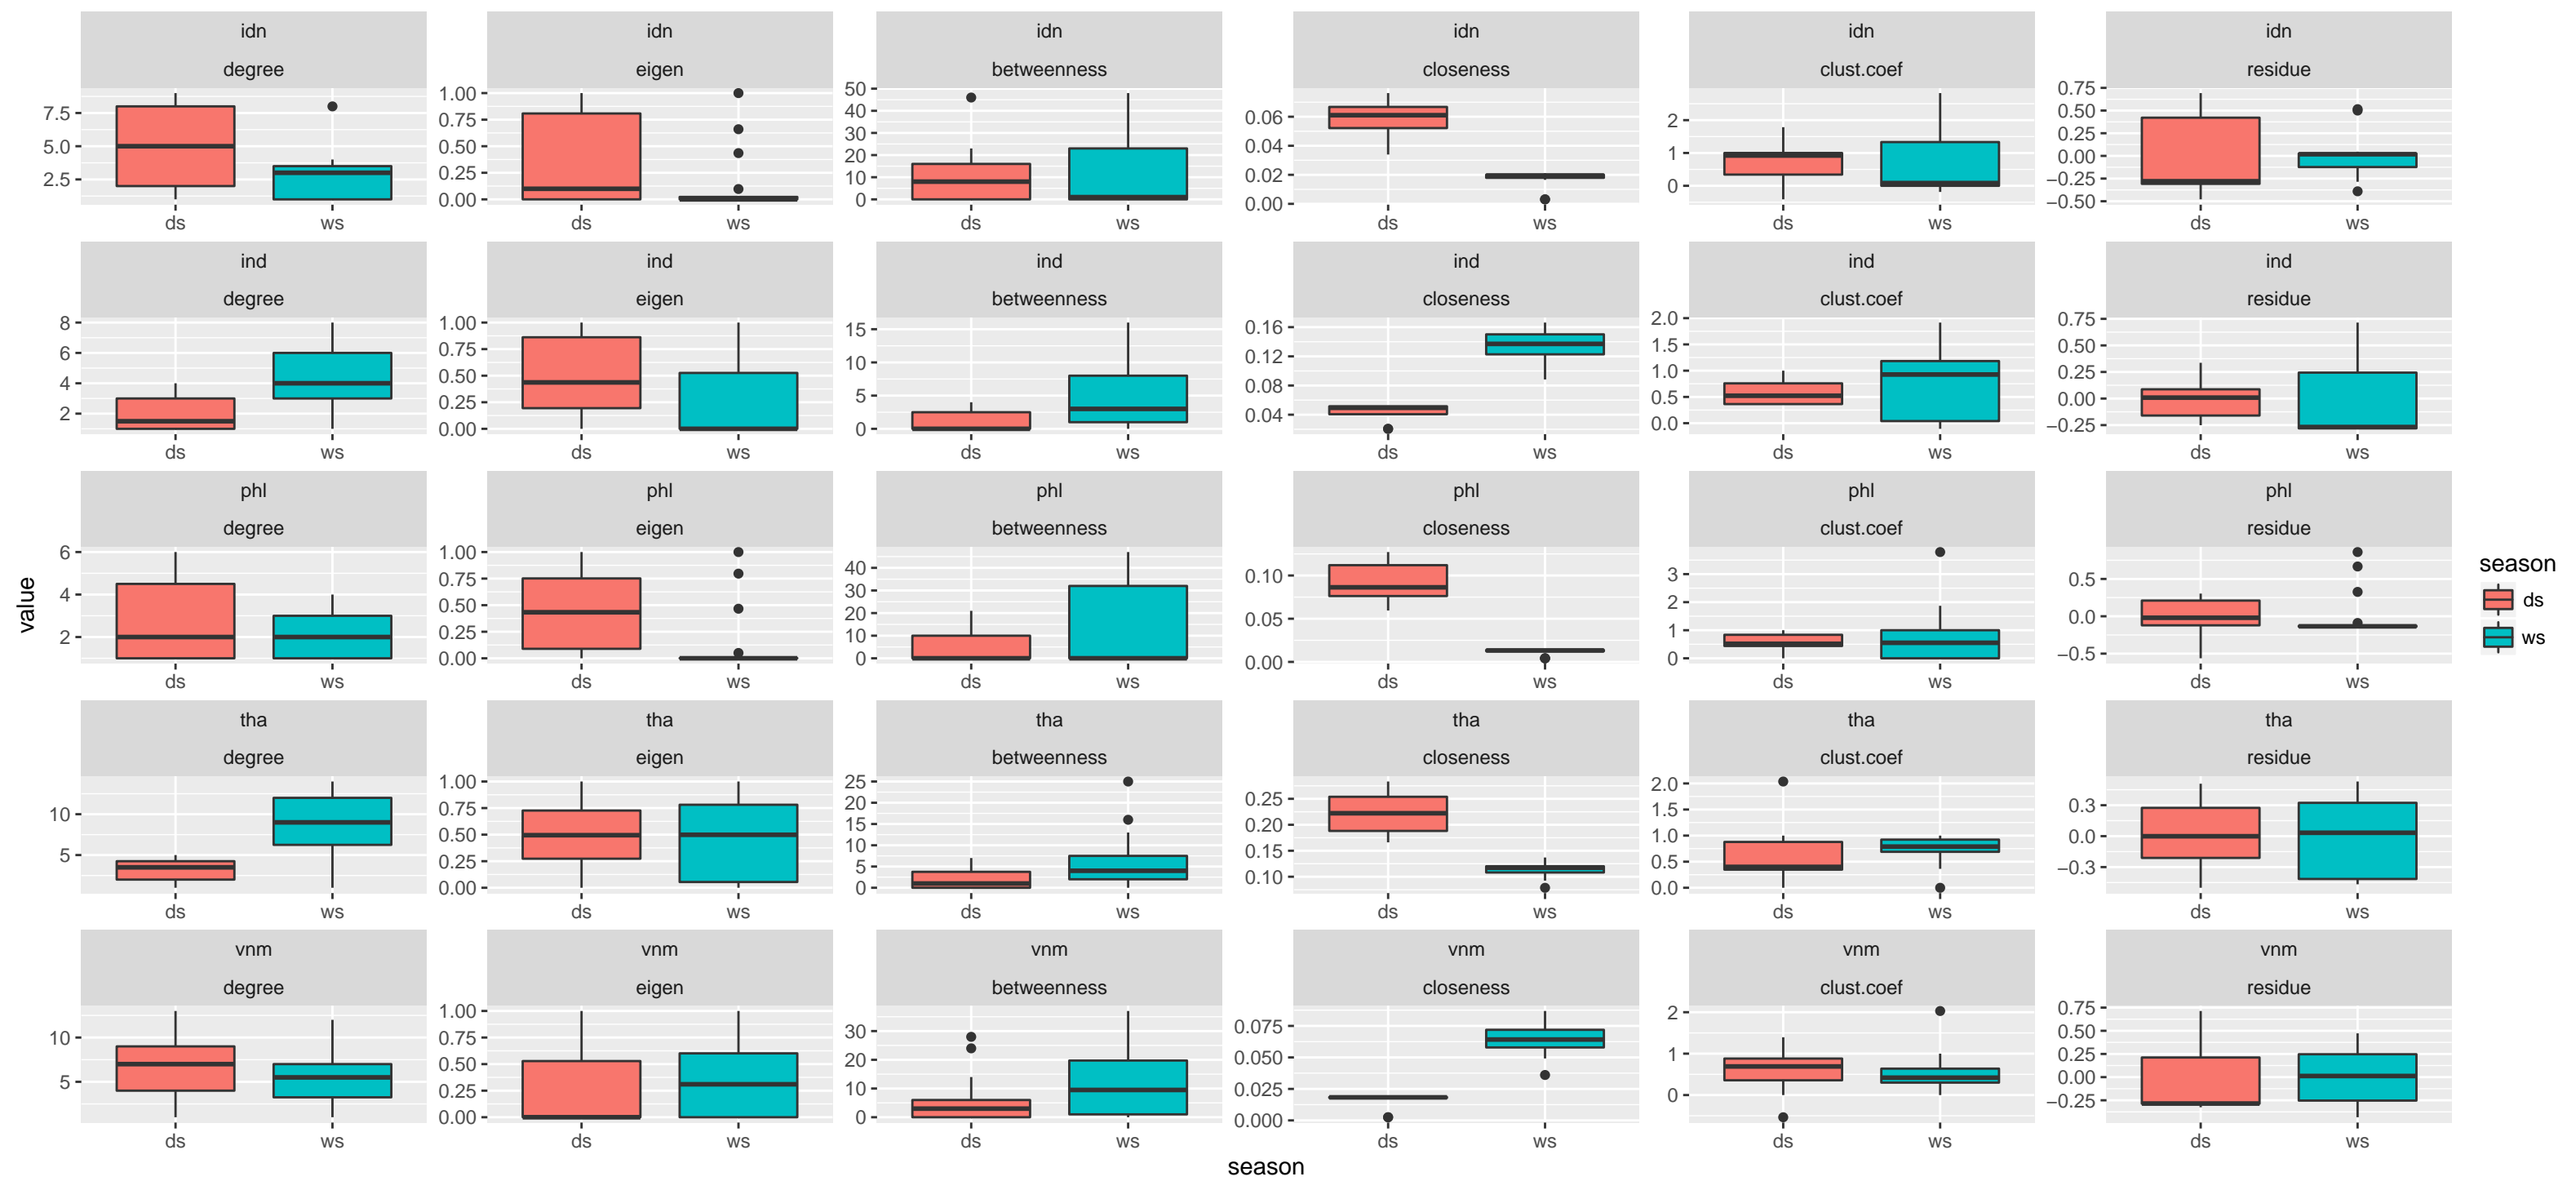 idn idn idn idn idn idn
degree eigen betweenness closeness clust.coef residue
7.5 5.0 2.5
1.00 0.75 0.50 0.25 0.00
50 40 30 20 10 0
0.06 0.04 0.02 0.00
2 1 0
0.75 0.50 0.25 0.00 −0.25 −0.50
ds ws ds ws ds ws ds ws ds ws ds ws
ind ind ind ind ind ind
degree eigen betweenness closeness clust.coef residue
8 6 4 2
1.00 0.75 0.50 0.25 0.00
15 10 5 0
0.16 0.12 0.08 0.04
2.0 1.5 1.0 0.5 0.0
0.75 0.50 0.25 0.00 −0.25
ds ws ds ws ds ws ds ws ds ws ds ws
phl phl phl phl phl phl
degree eigen betweenness closeness clust.coef residue
6 4 2
1.00 0.75 0.50 0.25 0.00
40 30 20 10 0
0.10 0.05 0.00
3 2 1 0
0.5 0.0 −0.5
ds ws ds ws ds ws ds ws ds ws ds ws
tha tha tha tha tha tha
degree eigen betweenness closeness clust.coef residue
10 5
1.00 0.75 0.50 0.25 0.00
25 20 15 10 5 0
0.25 0.20 0.15 0.10
2.0 1.5 1.0 0.5 0.0
0.3 0.0 −0.3
ds ws ds ws ds ws ds ws ds ws ds ws
vnm vnm vnm vnm vnm vnm
degree eigen betweenness closeness clust.coef residue
10 5
1.00 0.75 0.50 0.25 0.00
30 20 10 0
0.075 0.050 0.025 0.000
2 1 0
0.75 0.50 0.25 0.00 −0.25
ds ws ds ws ds ws ds ws ds ws ds ws
season
value
season
ds
ws